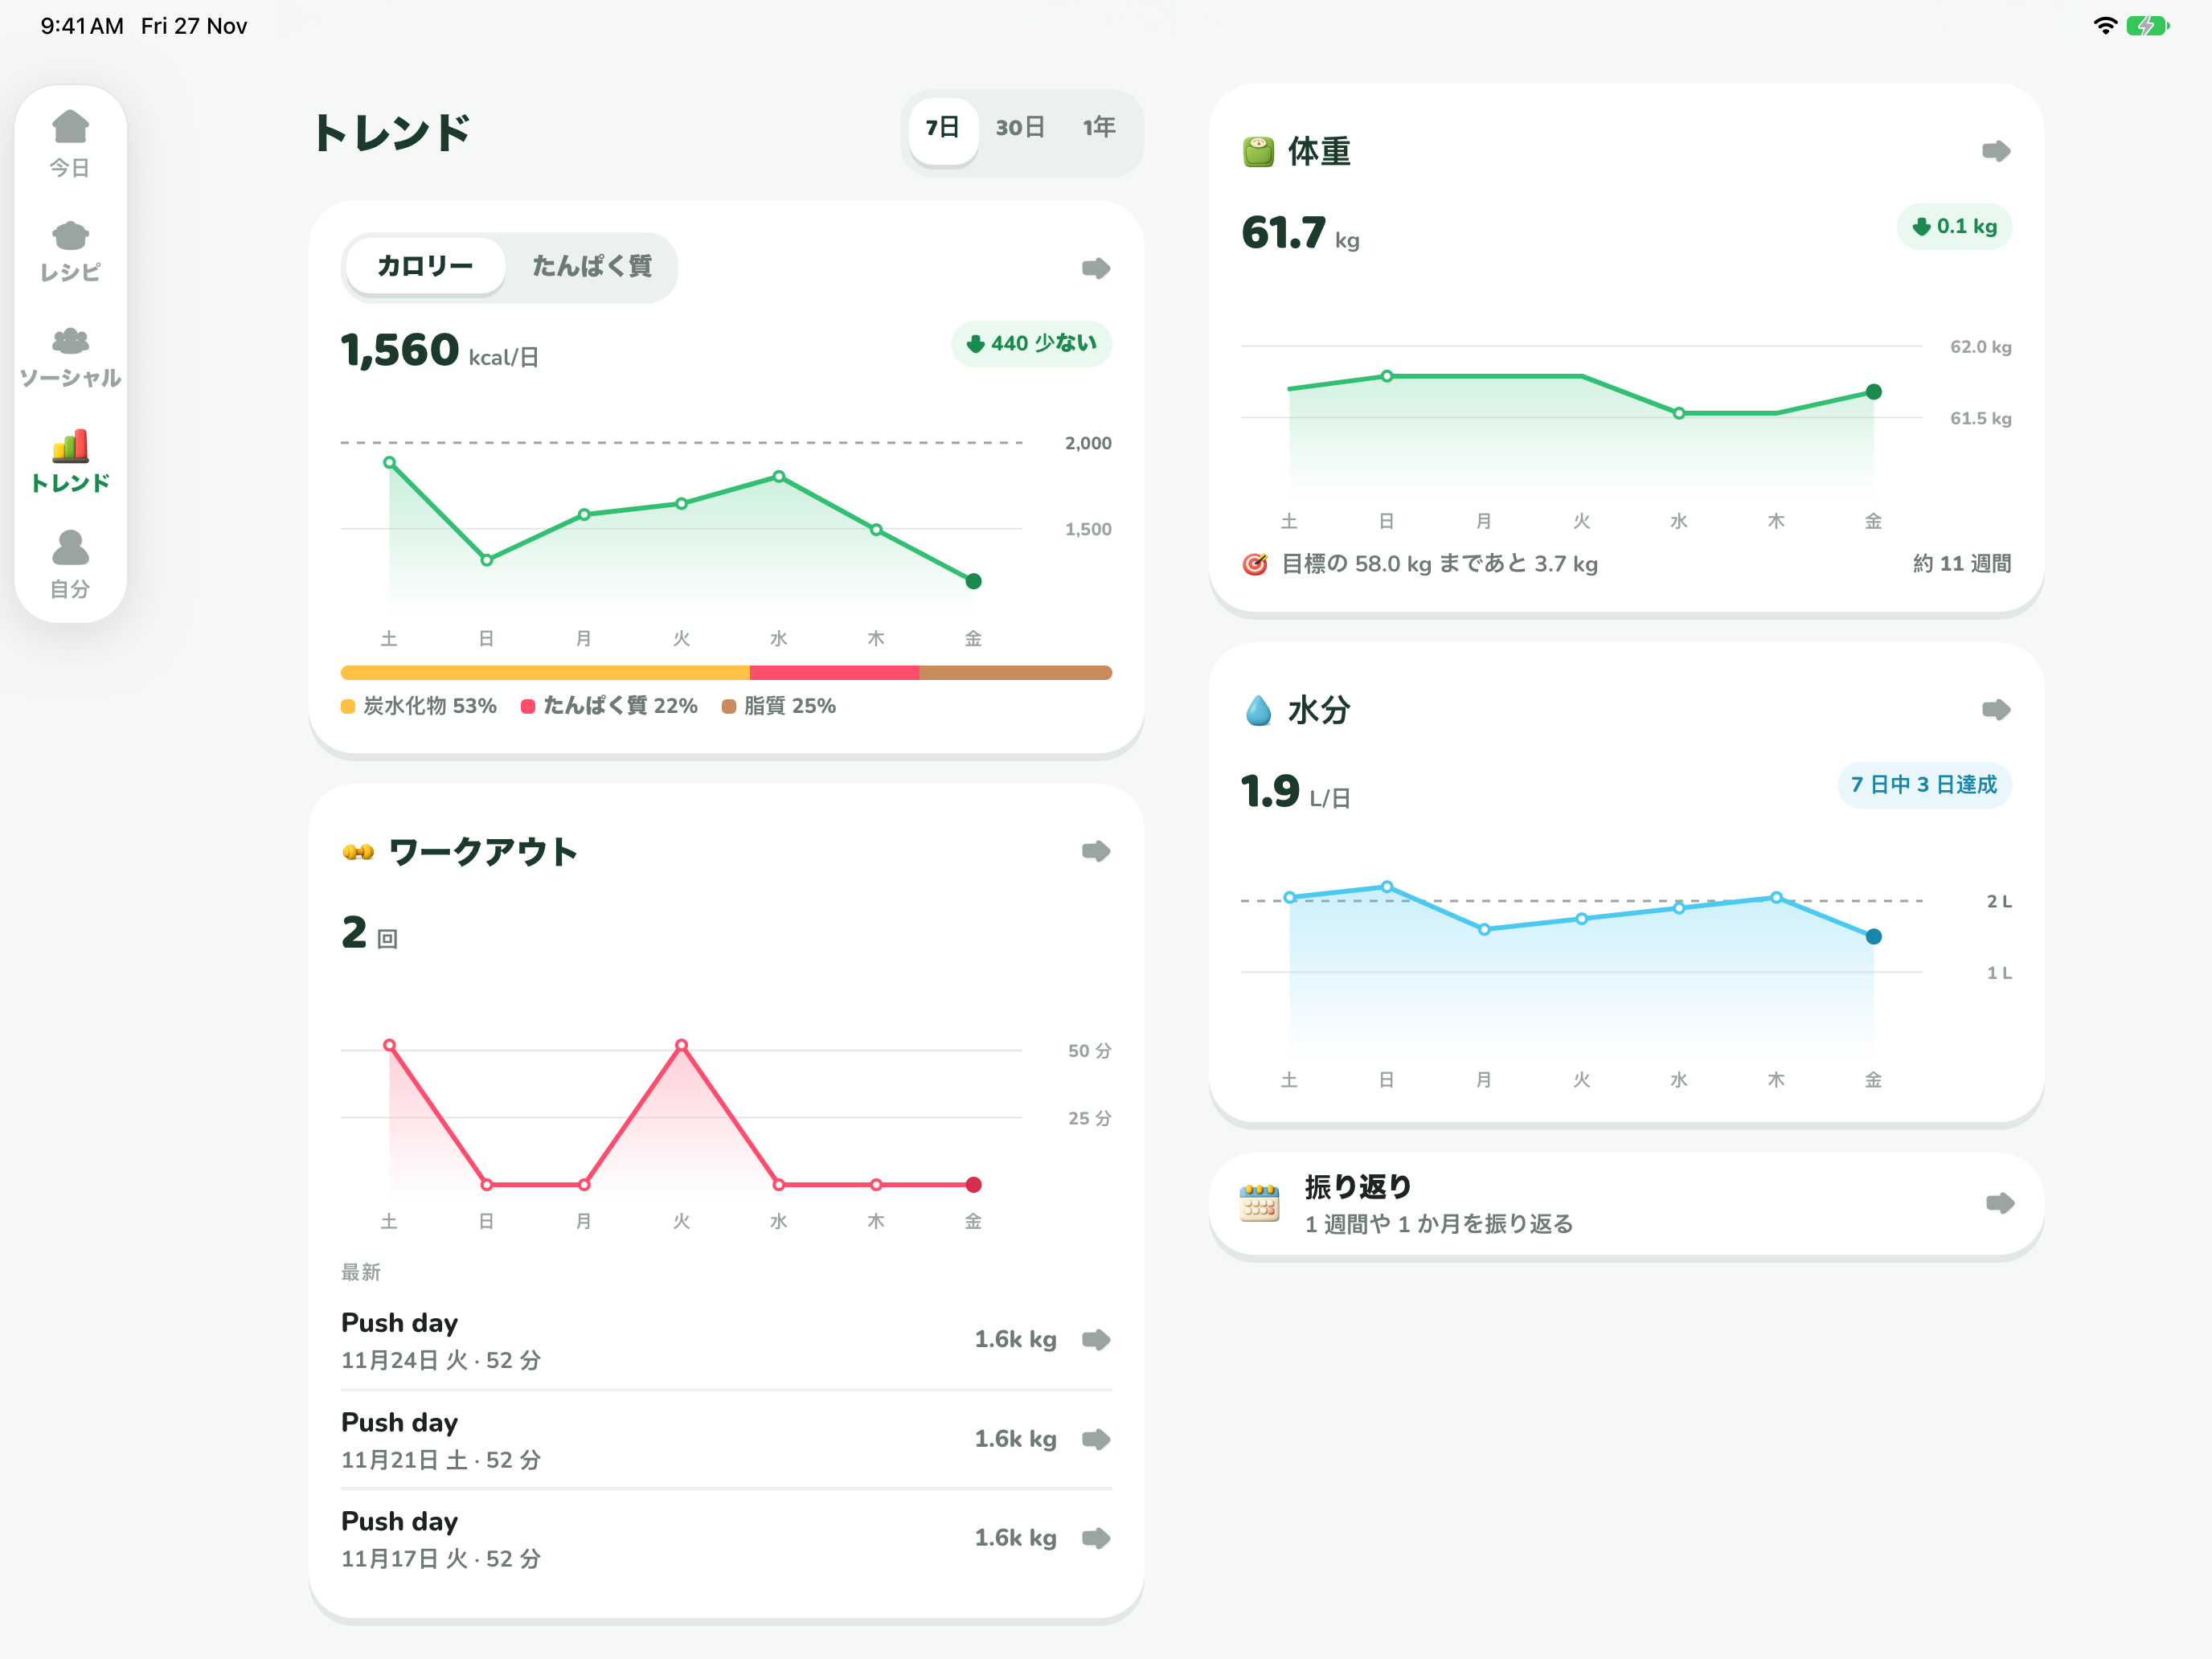 9:41 AM Fri 27 Nov
今日
レシピ
ソーシャル
トレンド
自分
トレンド
7日 30日 1年
カロリー たんぱく質
1,560 kcal/日
440 少ない
2,000
1,500
土 日 月 火 水 木 金
炭水化物 53% たんぱく質 22% 脂質 25%
ワークアウト
2 回
50 分
25 分
土 日 月 火 水 木 金
最新
Push day
11月24日 火 · 52 分
1.6k kg
Push day
11月21日 土 · 52 分
1.6k kg
Push day
11月17日 火 · 52 分
1.6k kg
体重
61.7 kg
0.1 kg
62.0 kg
61.5 kg
土 日 月 火 水 木 金
目標の 58.0 kg まであと 3.7 kg
約 11 週間
水分
1.9 L/日
7 日中 3 日達成
2 L
1 L
土 日 月 火 水 木 金
振り返り
1 週間や 1 か月を振り返る